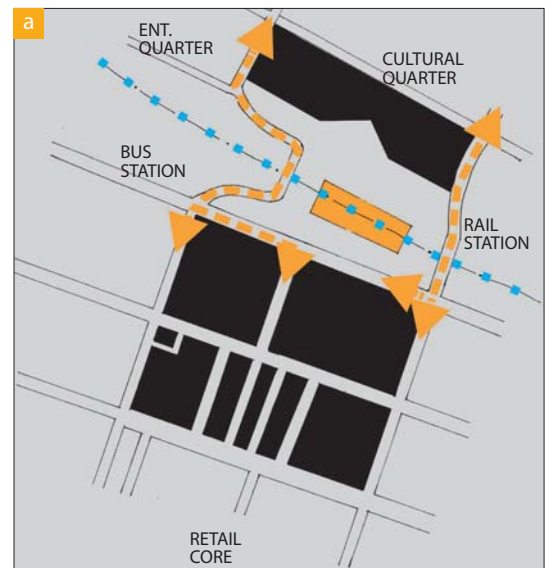 a
ENT.
QUARTER
CULTURAL
QUARTER
BUS
STATION
RAIL
STATION
RETAIL
CORE